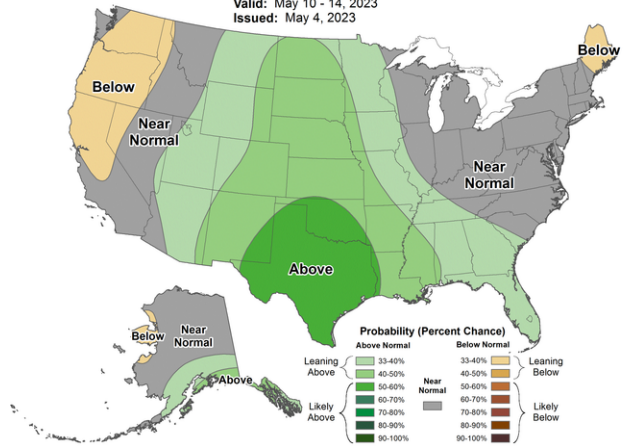 Valid: May 10 - 14, 2023
Issued: May 4, 2023
Below
Below
Near
Normal
Near
Normal
Above
Below
Near
Normal
Above
Probability (Percent Chance)
Above Normal
Below Normal
Leaning
Above
33-40%
40-50%
Likely
Above
50-60%
60-70%
70-80%
80-90%
90-100%
Near
Normal
33-40%
40-50%
Leaning
Below
50-60%
60-70%
70-80%
80-90%
90-100%
Likely
Below